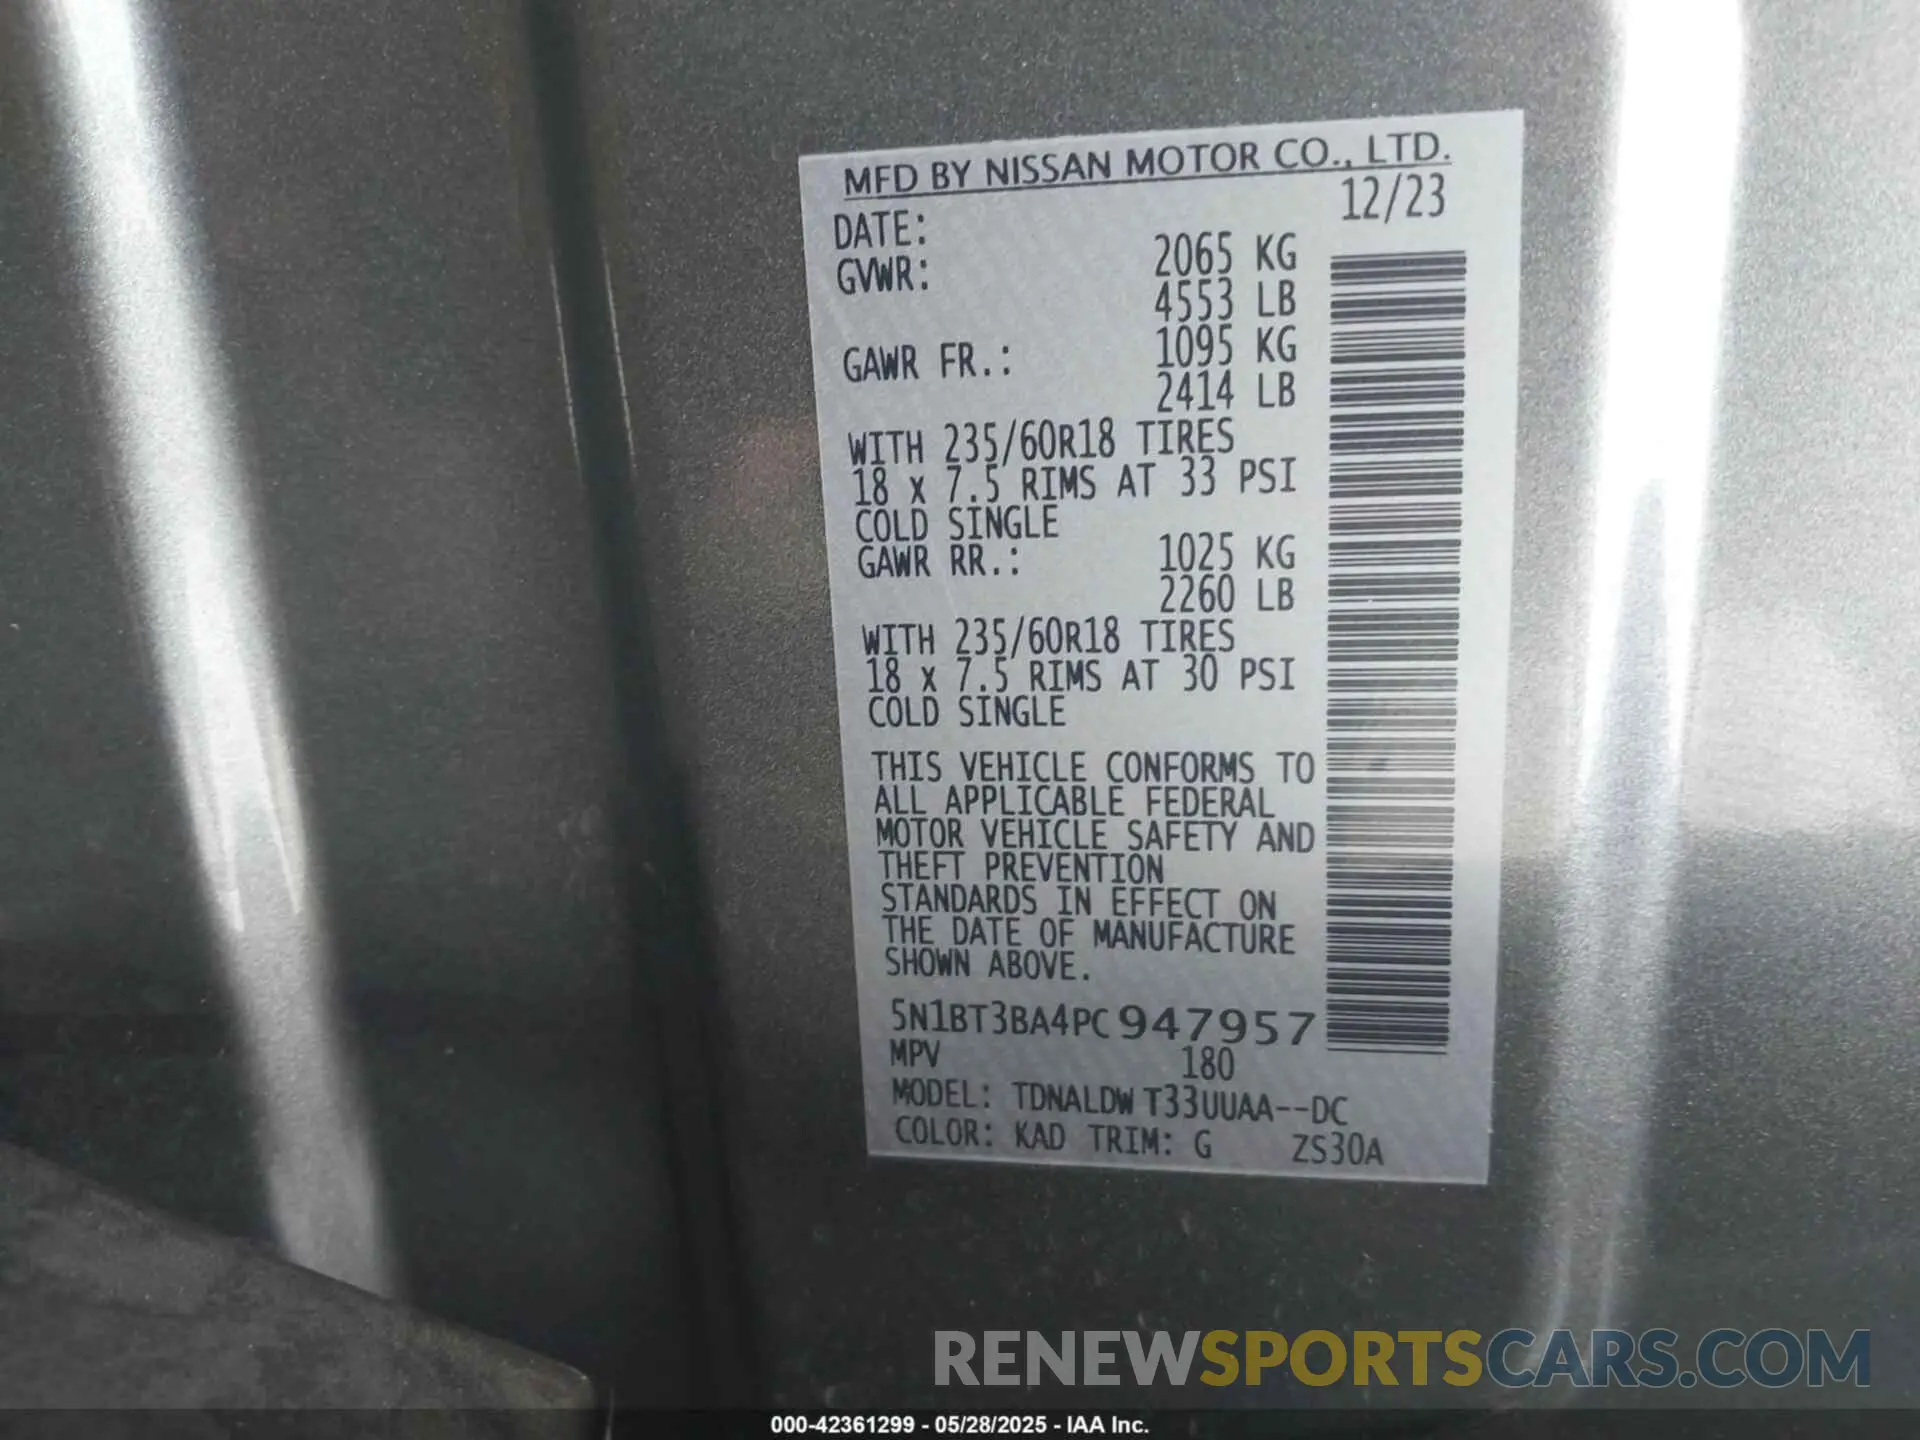 MFD BY NISSAN MOTOR CO., LTD.
DATE: 12/23
GVWR: 2065 KG
4553 LB
GAWR FR.: 1095 KG
2414 LB
WITH 235/60R18 TIRES
18 x 7.5 RIMS AT 33 PSI
COLD SINGLE
GAWR RR.: 1025 KG
2260 LB
WITH 235/60R18 TIRES
18 x 7.5 RIMS AT 30 PSI
COLD SINGLE
THIS VEHICLE CONFORMS TO
ALL APPLICABLE FEDERAL
MOTOR VEHICLE SAFETY AND
THEFT PREVENTION
STANDARDS IN EFFECT ON
THE DATE OF MANUFACTURE
SHOWN ABOVE.
5N1BT3BA4PC947957
MPV 180
MODEL: TDNALDW T33UUAA--DC
COLOR: KAD TRIM: G ZS30A
RENEWSPORTSCARS.COM
000-42361299 - 05/28/2025 - IAA Inc.